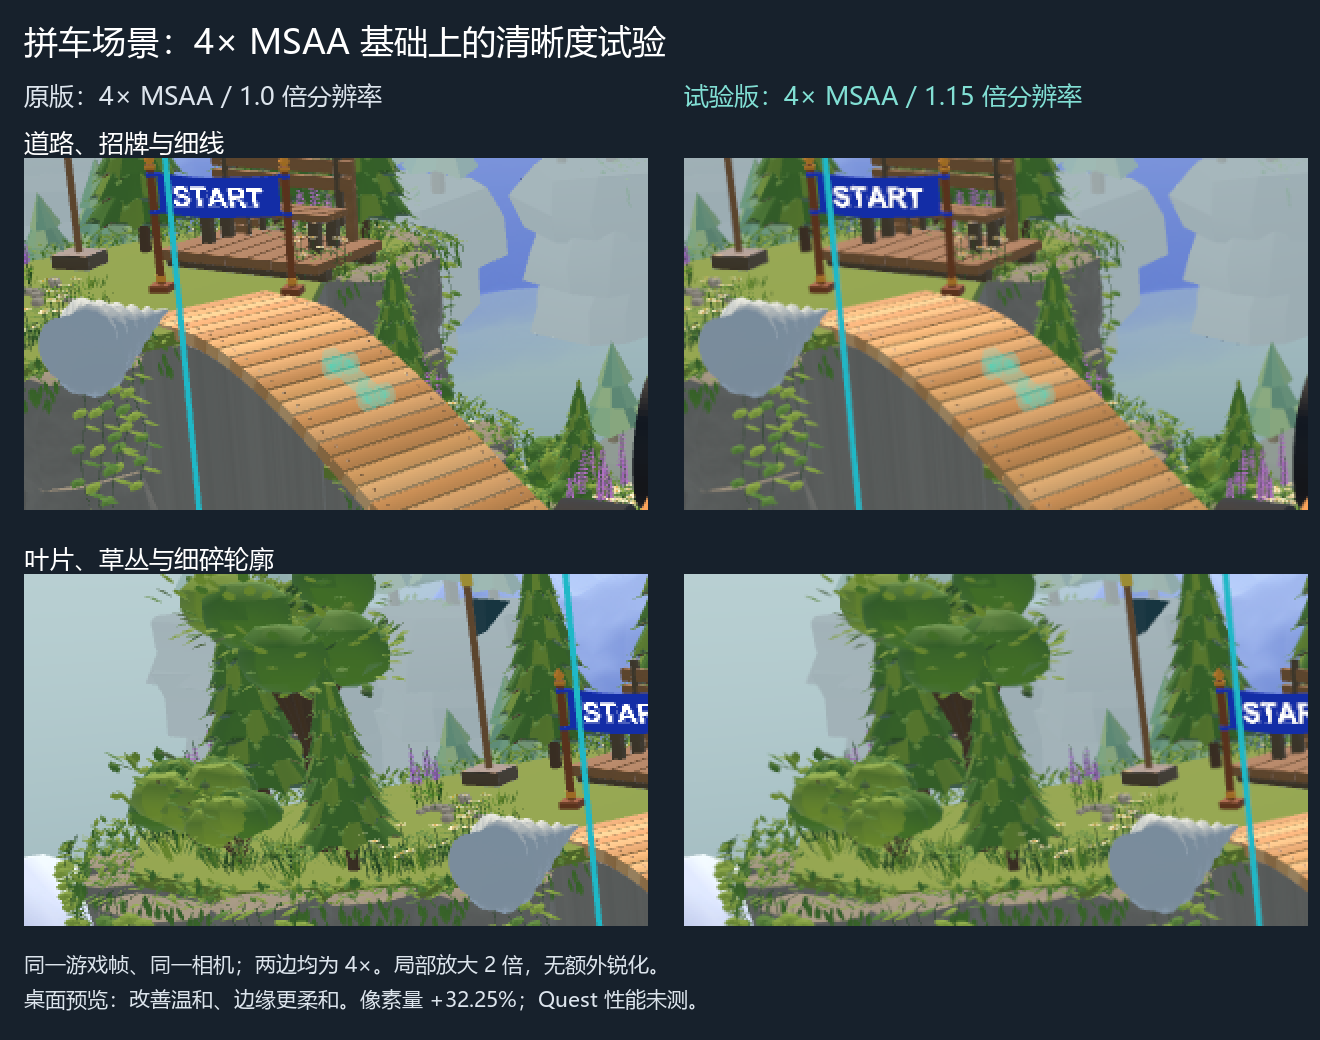 拼车场景：4× MSAA 基础上的清晰度试验
原版：4× MSAA / 1.0 倍分辨率
试验版：4× MSAA / 1.15 倍分辨率
道路、招牌与细线
START
START
叶片、草丛与细碎轮廓
STAR
STAR
同一游戏帧、同一相机；两边均为 4×。局部放大 2 倍，无额外锐化。
桌面预览：改善温和、边缘更柔和。像素量 +32.25%；Quest 性能未测。